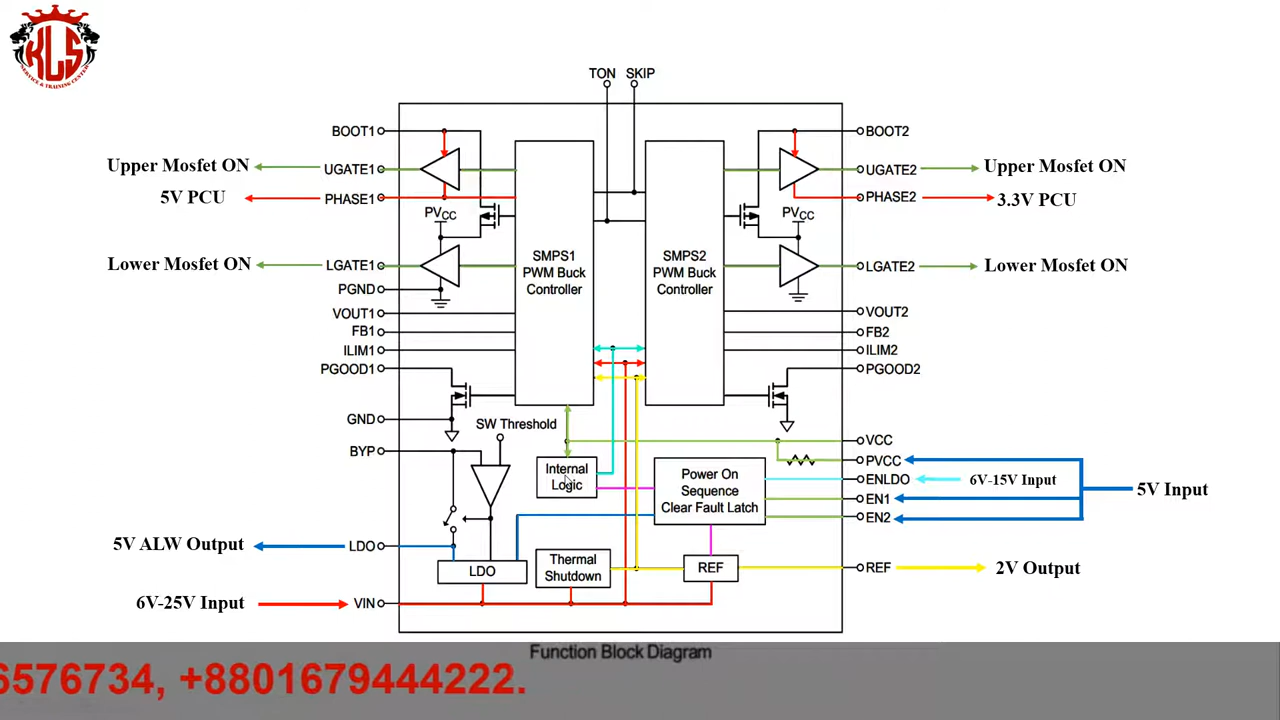 KLS
SERVICE & TRAINING CENTER
TON SKIP
BOOT1
BOOT2
Upper Mosfet ON
UGATE1
UGATE2
Upper Mosfet ON
5V PCU
PHASE1
PHASE2
3.3V PCU
PVCC
PVCC
SMPS1
PWM Buck
Controller
SMPS2
PWM Buck
Controller
Lower Mosfet ON
LGATE1
LGATE2
Lower Mosfet ON
PGND
VOUT1
VOUT2
FB1
FB2
ILIM1
ILIM2
PGOOD1
PGOOD2
GND
SW Threshold
BYP
VCC
PVCC
Internal
Logic
Power On
Sequence
Clear Fault Latch
ENLDO
6V-15V Input
EN1
EN2
5V Input
5V ALW Output
LDO
LDO
Thermal
Shutdown
REF
REF
2V Output
6V-25V Input
VIN
Function Block Diagram
6576734, +8801679444222.